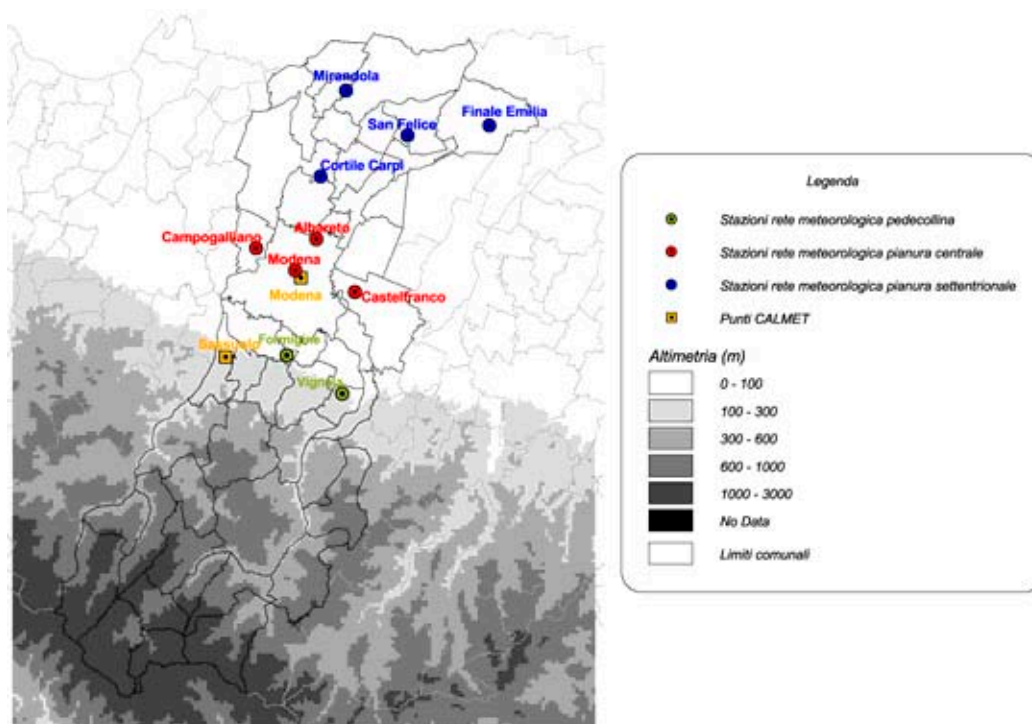 Mirandola
Finale Emilia
San Felice
Cortile Carpi
Albareto
Campogalliano
Modena
Modena
Castelfranco
Formigine
Sassuolo
Vignola
Legenda
Stazioni rete meteorologica pedecollina
Stazioni rete meteorologica pianura centrale
Stazioni rete meteorologica pianura settentrionale
Punti CALMET
Altimetria (m)
0 - 100
100 - 300
300 - 600
600 - 1000
1000 - 3000
No Data
Limiti comunali